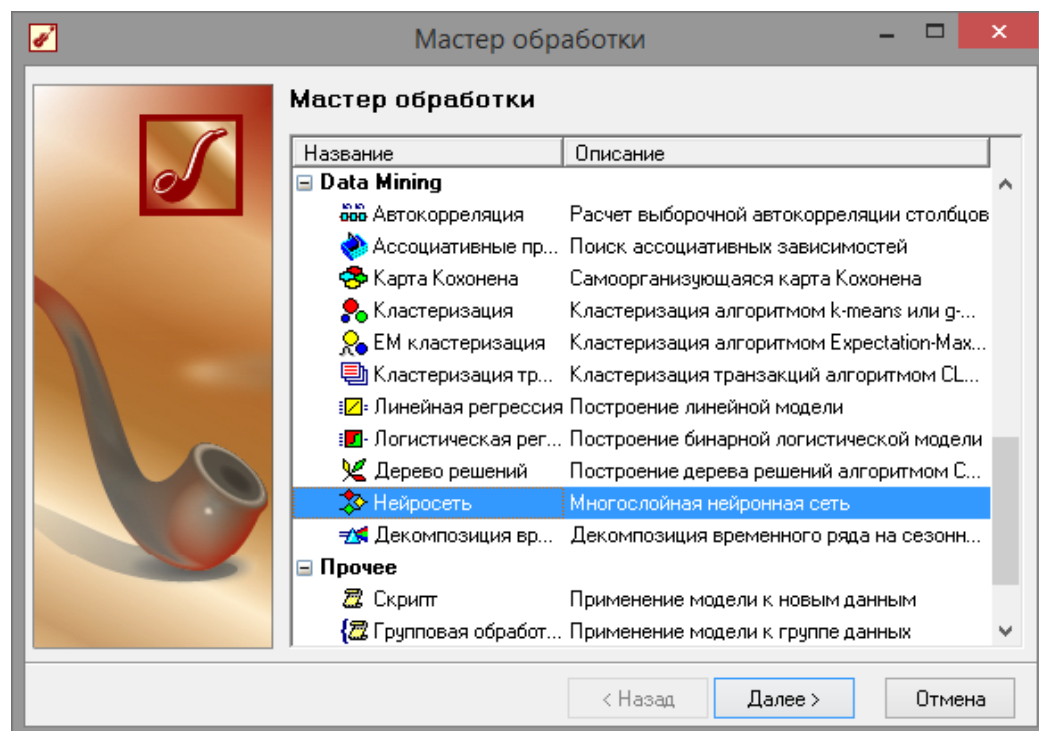 Мастер обработки
Мастер обработки
Название Описание
Data Mining
Автокорреляция Расчет выборочной автокорреляции столбцов
Ассоциативные пр... Поиск ассоциативных зависимостей
Карта Кохонена Самоорганизующаяся карта Кохонена
Кластеризация Кластеризация алгоритмом k-means или g-...
EM кластеризация Кластеризация алгоритмом Expectation-Max...
Кластеризация тр... Кластеризация транзакций алгоритмом CL...
Линейная регрессия Построение линейной модели
Логистическая рег... Построение бинарной логистической модели
Дерево решений Построение дерева решений алгоритмом C...
Нейросеть Многослойная нейронная сеть
Декомпозиция вр... Декомпозиция временного ряда на сезонн...
Прочее
Скрипт Применение модели к новым данным
Групповая обработ... Применение модели к группе данных
< Назад Далее > Отмена